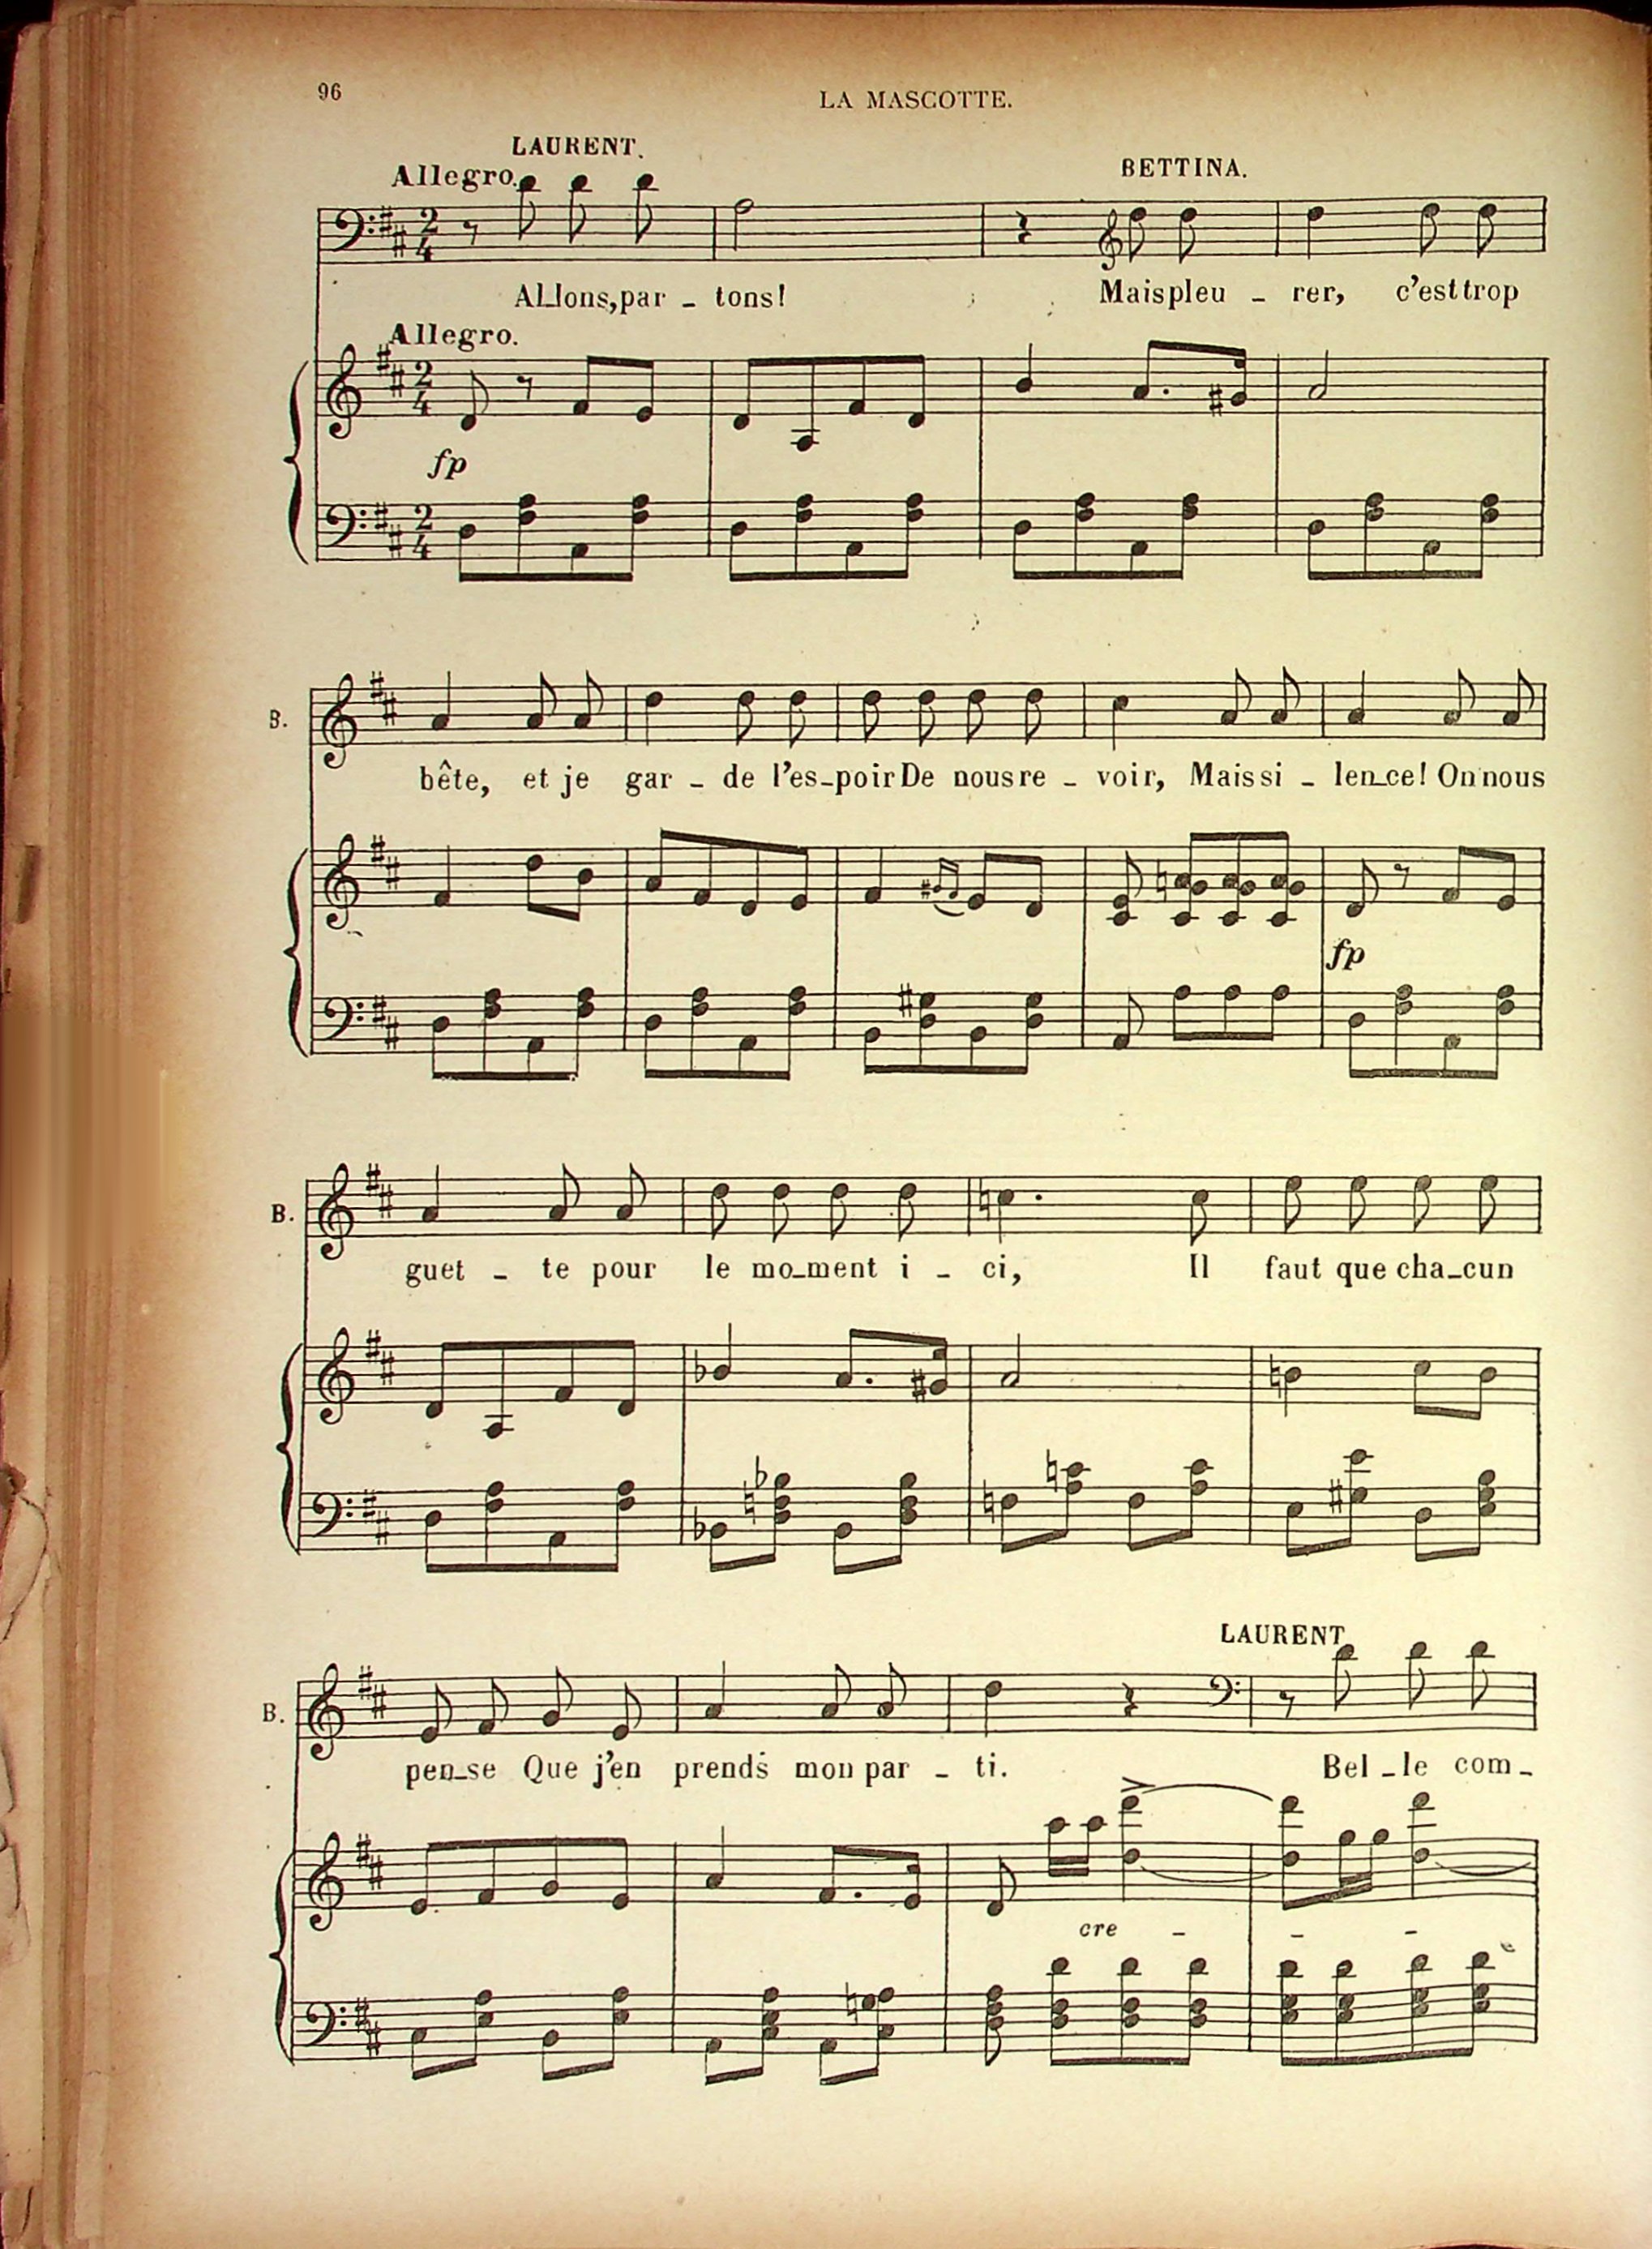 96
LA MASCOTTE.
LAURENT.
Allegro.
BETTINA.
Al_lons, par _ tons! Mais pleu _ rer, c'est trop
Allegro.
fp
B.
bête, et je gar _ de l'es_poir De nous re _ voir, Mais si _ len_ce! On nous
fp
B.
guet _ te pour le mo_ment i _ ci, Il faut que cha_cun
LAURENT
B.
pen_se Que j'en prends mon par _ ti. Bel _ le com _
cre _ _ _